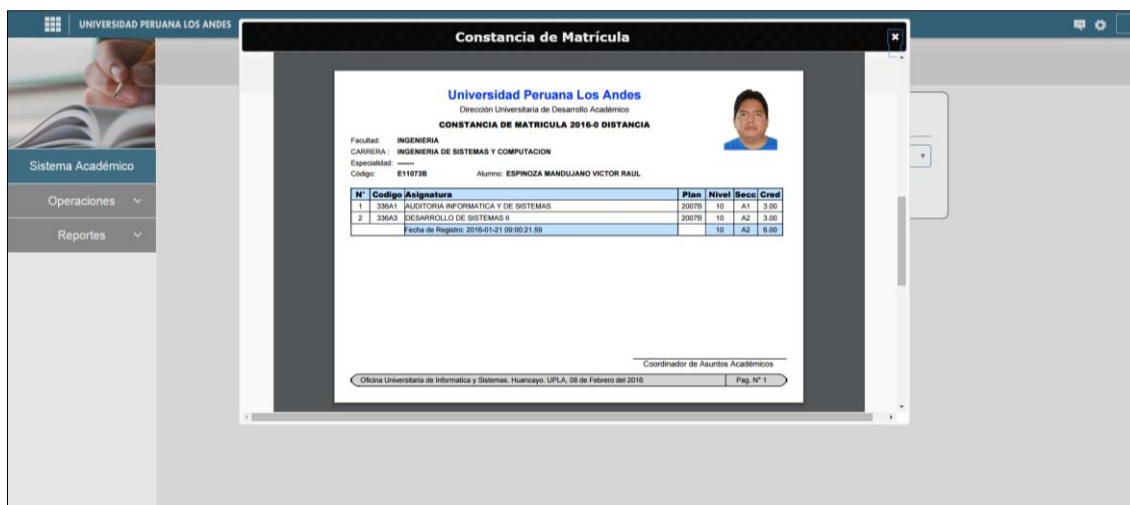 UNIVERSIDAD PERUANA LOS ANDES
Constancia de Matrícula
Universidad Peruana Los Andes
Dirección Universitaria de Desarrollo Académico
CONSTANCIA DE MATRICULA 2016-0 DISTANCIA
Facultad: INGENIERIA
CARRERA : INGENIERIA DE SISTEMAS Y COMPUTACION
Especialidad: -------
Código: E11073B Alumno: ESPINOZA MANDUJANO VICTOR RAUL
N° Codigo Asignatura Plan Nivel Secc Cred
1 336A1 AUDITORIA INFORMATICA Y DE SISTEMAS 2007B 10 A1 3.00
2 336A3 DESARROLLO DE SISTEMAS II 2007B 10 A2 3.00
Fecha de Registro: 2016-01-21 09:00:21.59 10 A2 6.00
Coordinador de Asuntos Académicos
Oficina Universitaria de Informatica y Sistemas. Huancayo. UPLA, 08 de Febrero del 2016 Pag. N° 1
Sistema Académico
Operaciones
Reportes